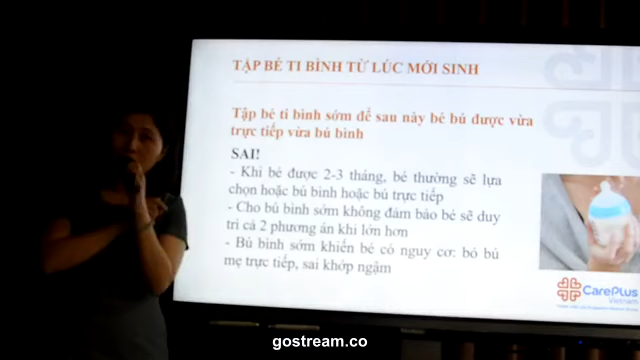 TẬP BÉ TI BÌNH TỪ LÚC MỚI SINH
Tập bé ti bình sớm để sau này bé bú được vừa
trực tiếp vừa bú bình
SAI!
- Khi bé được 2-3 tháng, bé thường sẽ lựa
chọn hoặc bú bình hoặc bú trực tiếp
- Cho bú bình sớm không đảm bảo bé sẽ duy
trì cả 2 phương án khi lớn hơn
- Bú bình sớm khiến bé có nguy cơ: bỏ bú
mẹ trực tiếp, sai khớp ngậm
CarePlus
Vietnam
gostream.co